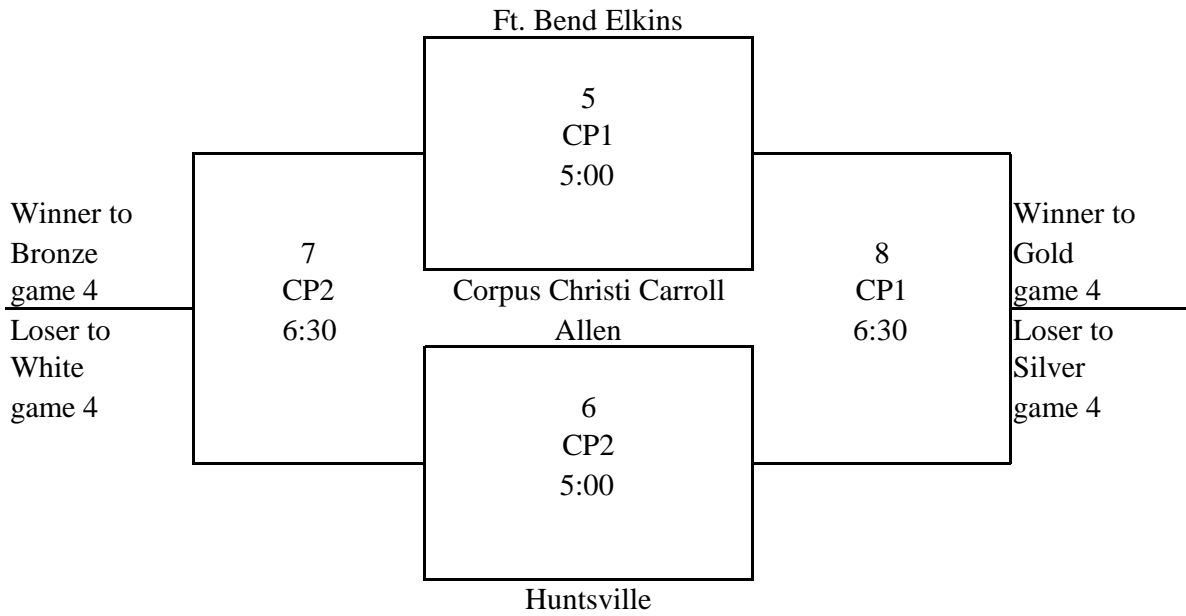 Ft. Bend Elkins
5
CP1
5:00
Corpus Christi Carroll
Winner to
Bronze
game 4
Loser to
White
game 4
7
CP2
6:30
8
CP1
6:30
Winner to
Gold
game 4
Loser to
Silver
game 4
Allen
6
CP2
5:00
Huntsville